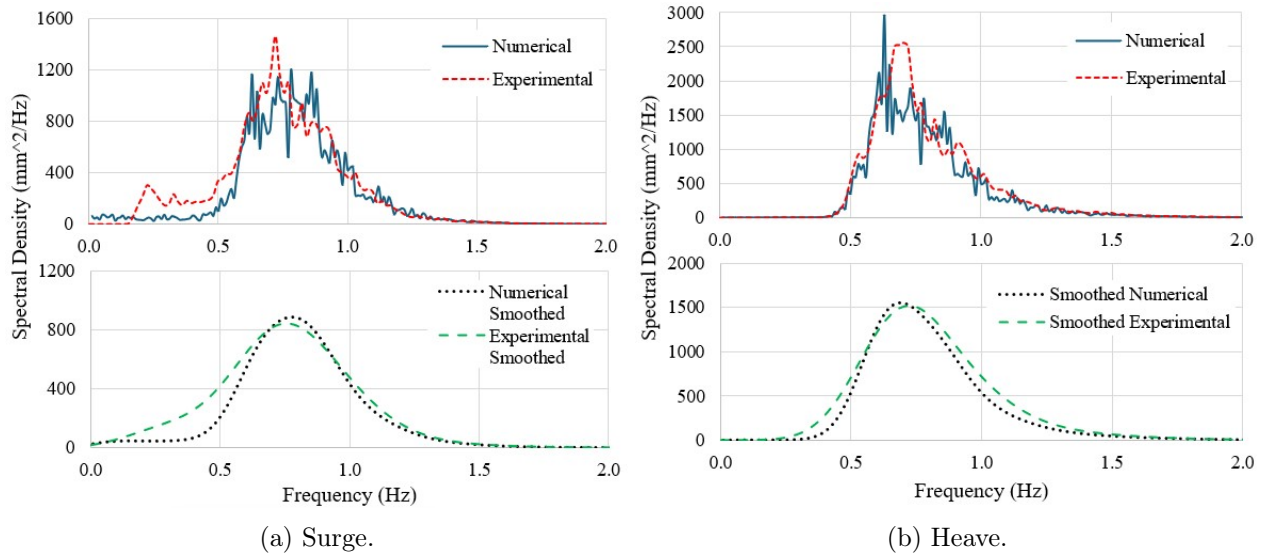 Spectral Density (mm^2/Hz)
1600
1200
800
400
0
Numerical
Experimental
0.0 0.5 1.0 1.5 2.0
1200
800
400
0
Numerical
Smoothed
Experimental
Smoothed
0.0 0.5 1.0 1.5 2.0
Frequency (Hz)
(a) Surge.
Spectral Density (mm^2/Hz)
3000
2500
2000
1500
1000
500
0
Numerical
Experimental
0.0 0.5 1.0 1.5 2.0
2000
1500
1000
500
0
Smoothed Numerical
Smoothed Experimental
0.0 0.5 1.0 1.5 2.0
Frequency (Hz)
(b) Heave.